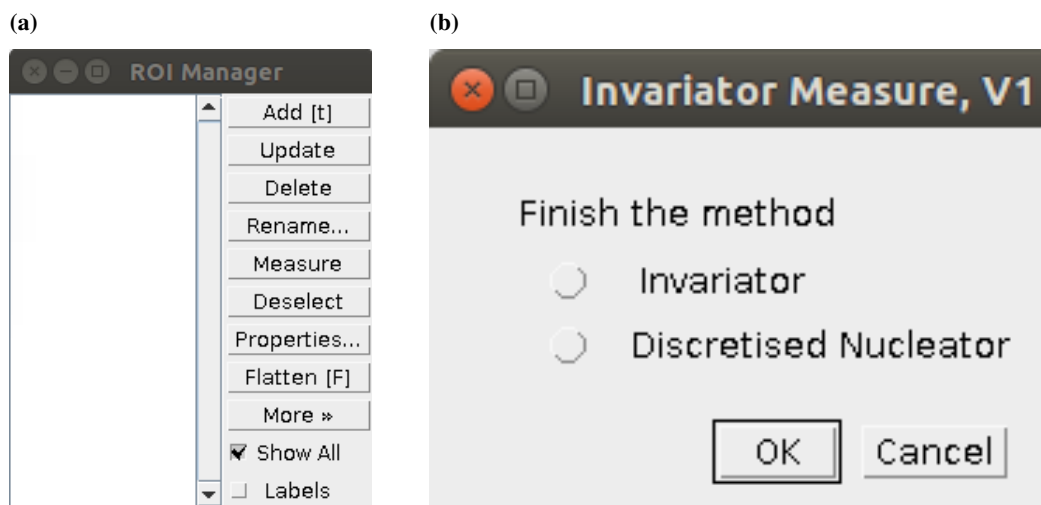 (a)
ROI Manager
Add [t]
Update
Delete
Rename...
Measure
Deselect
Properties...
Flatten [F]
More »
Show All
Labels
(b)
Invariator Measure, V1
Finish the method
Invariator
Discretised Nucleator
OK
Cancel